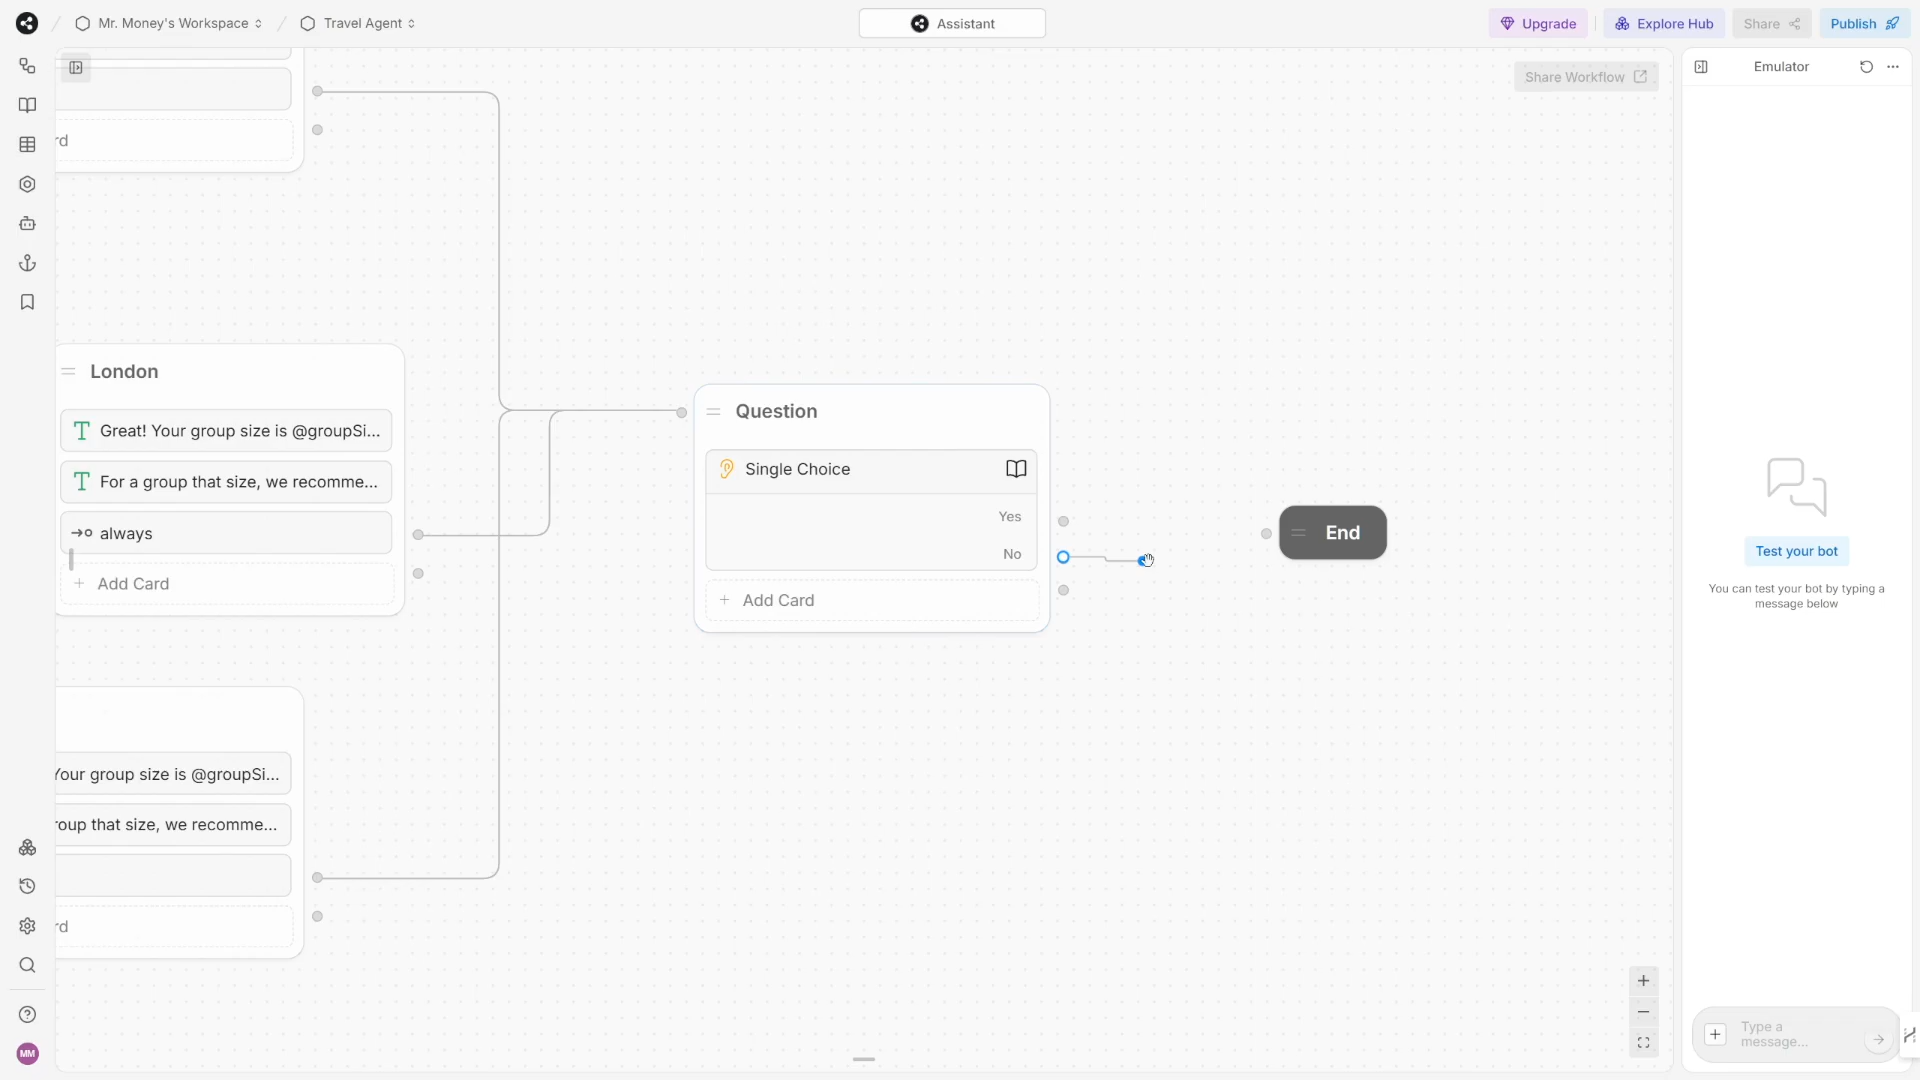 Mr. Money's Workspace
Travel Agent
Assistant
Upgrade
Explore Hub
Share
Publish
Share Workflow
Emulator
rd
London
Great! Your group size is @groupSi...
For a group that size, we recomme...
always
+ Add Card
Question
Single Choice
Yes
No
+ Add Card
End
Test your bot
You can test your bot by typing a
message below
Your group size is @groupSi...
roup that size, we recomme...
rd
MM
Type a
message...